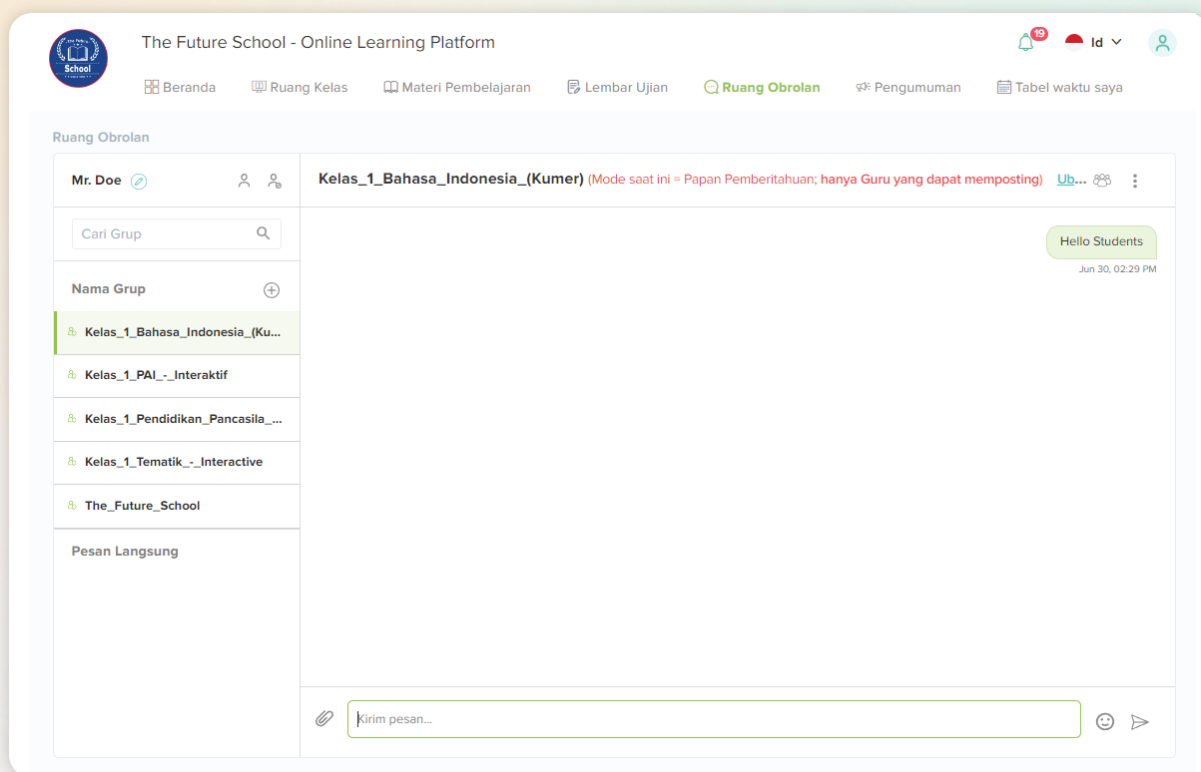 The Future School - Online Learning Platform
19
Id
School
Beranda
Ruang Kelas
Materi Pembelajaran
Lembar Ujian
Ruang Obrolan
Pengumuman
Tabel waktu saya
Ruang Obrolan
Mr. Doe
Kelas_1_Bahasa_Indonesia_(Kumer) (Mode saat ini = Papan Pemberitahuan; hanya Guru yang dapat memposting) Ub...
Cari Grup
Hello Students
Jun 30, 02:29 PM
Nama Grup
Kelas_1_Bahasa_Indonesia_(Ku...
Kelas_1_PAI_-_Interaktif
Kelas_1_Pendidikan_Pancasila_...
Kelas_1_Tematik_-_Interactive
The_Future_School
Pesan Langsung
Kirim pesan...